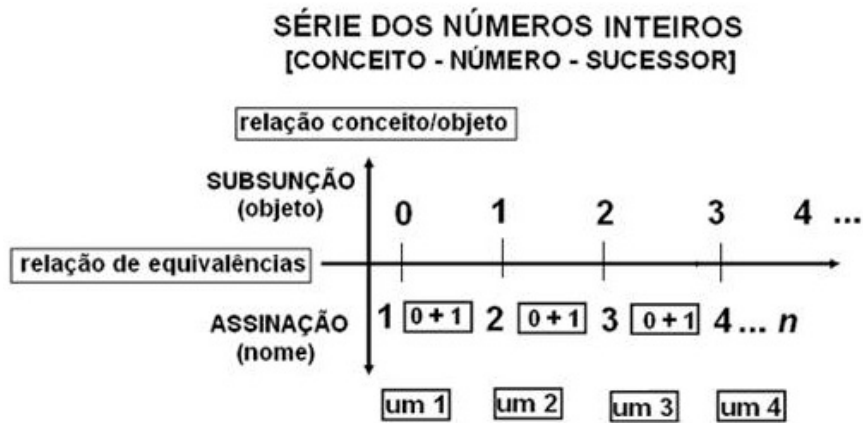 SÉRIE DOS NÚMEROS INTEIROS
[CONCEITO - NÚMERO - SUCESSOR]
relação conceito/objeto
SUBSUNÇÃO
(objeto)
0 1 2 3 4 ...
relação de equivalências
ASSINAÇÃO
(nome)
1 0 + 1 2 0 + 1 3 0 + 1 4 ... n
um 1 um 2 um 3 um 4